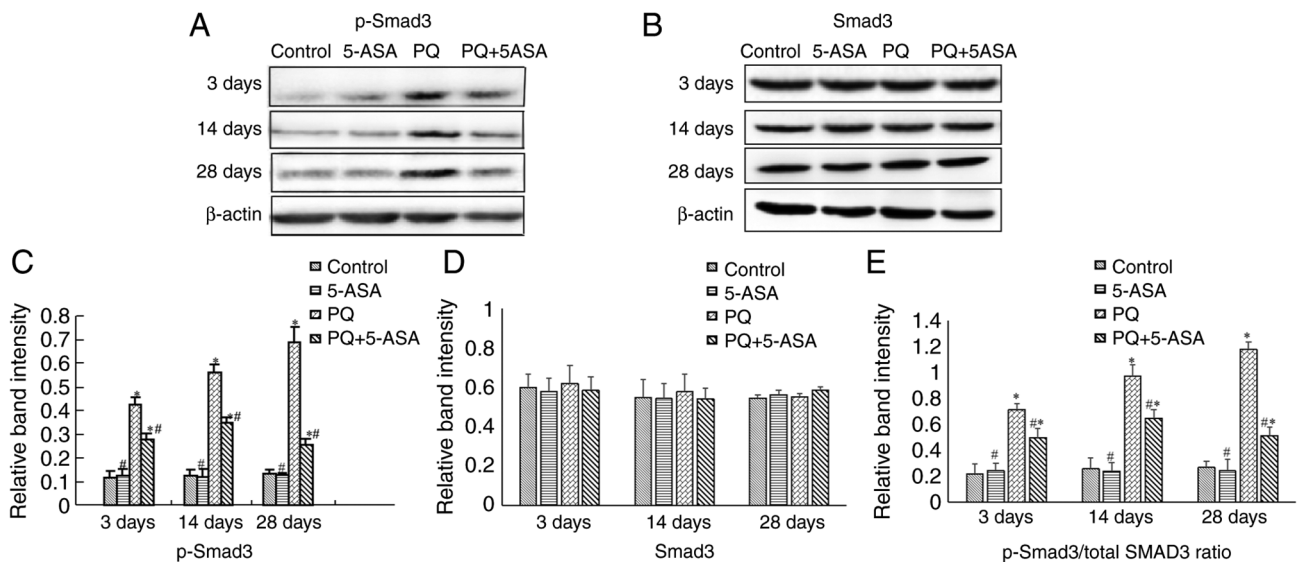 A
p-Smad3
Control 5-ASA PQ PQ+5ASA
3 days
14 days
28 days
β-actin
B
Smad3
Control 5-ASA PQ PQ+5ASA
3 days
14 days
28 days
β-actin
C
Control
5-ASA
PQ
PQ+5-ASA
Relative band intensity
0.8
0.7
0.6
0.5
0.4
0.3
0.2
0.1
0
# * *#
# * *#
# * *#
3 days 14 days 28 days
p-Smad3
D
Control
5-ASA
PQ
PQ+5-ASA
Relative band intensity
1
0.8
0.6
0.4
0.2
0
3 days 14 days 28 days
Smad3
E
Control
5-ASA
PQ
PQ+5-ASA
Relative band intensity
1.4
1.2
1
0.8
0.6
0.4
0.2
0
# * #*
# * #*
# * #*
3 days 14 days 28 days
p-Smad3/total SMAD3 ratio